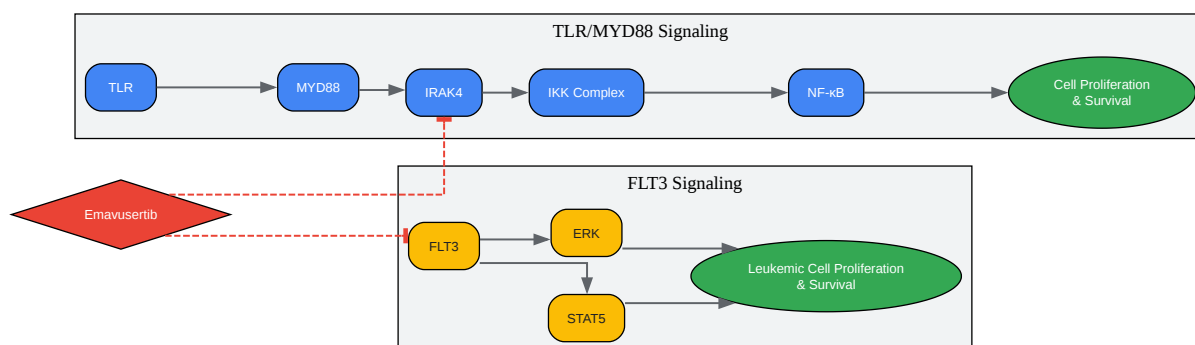 TLR/MYD88 Signaling
TLR
MYD88
IRAK4
IKK Complex
NF-κB
Cell Proliferation
& Survival
Emavusertib
FLT3 Signaling
FLT3
ERK
STAT5
Leukemic Cell Proliferation
& Survival